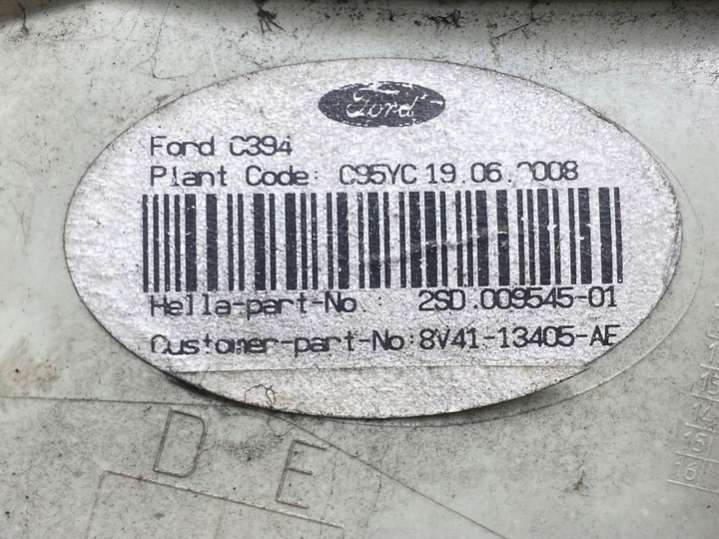 Ford
Ford C394
Plant Code: C95YC 19.06.2008
Hella-part-No.: 2SD.009545-01
Customer-part-No:8V41-13405-AE
D E